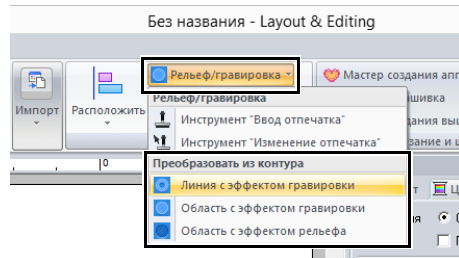 Без названия - Layout & Editing
Рельеф/гравировка
Мастер создания
Импорт
Расположить
Рельеф/гравировка
Инструмент "Ввод отпечатка"
Инструмент "Изменение отпечатка"
Преобразовать из контура
Линия с эффектом гравировки
Область с эффектом гравировки
Область с эффектом рельефа
0